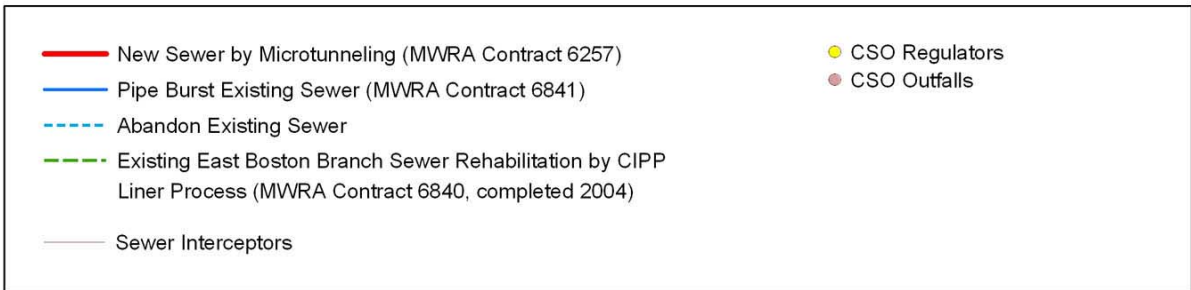 New Sewer by Microtunneling (MWRA Contract 6257)
Pipe Burst Existing Sewer (MWRA Contract 6841)
Abandon Existing Sewer
Existing East Boston Branch Sewer Rehabilitation by CIPP
Liner Process (MWRA Contract 6840, completed 2004)
Sewer Interceptors
CSO Regulators
CSO Outfalls